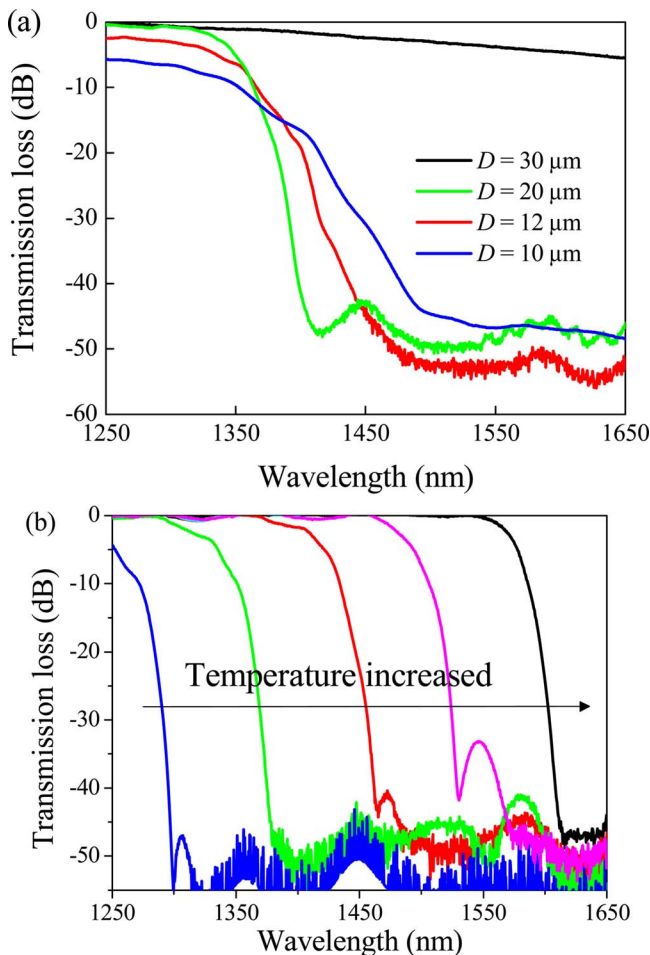 (a)
0
-10
-20
-30
-40
-50
-60
Transmission loss (dB)
D = 30 μm
D = 20 μm
D = 12 μm
D = 10 μm
1250 1350 1450 1550 1650
Wavelength (nm)
(b)
0
-10
-20
-30
-40
-50
Transmission loss (dB)
Temperature increased
1250 1350 1450 1550 1650
Wavelength (nm)